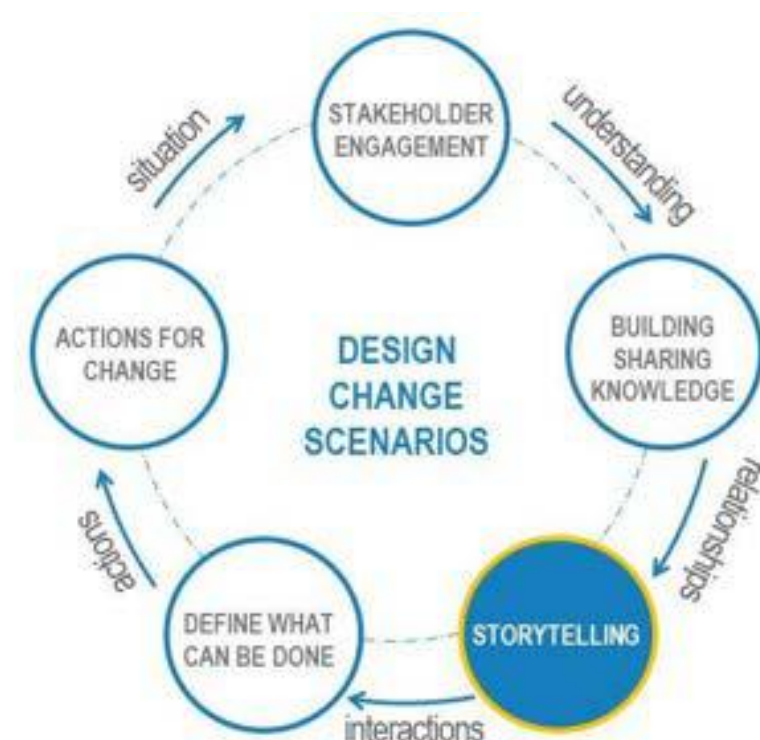 STAKEHOLDER
ENGAGEMENT
understanding
BUILDING
SHARING
KNOWLEDGE
relationships
STORYTELLING
interactions
DEFINE WHAT
CAN BE DONE
actions
ACTIONS FOR
CHANGE
situation
DESIGN
CHANGE
SCENARIOS